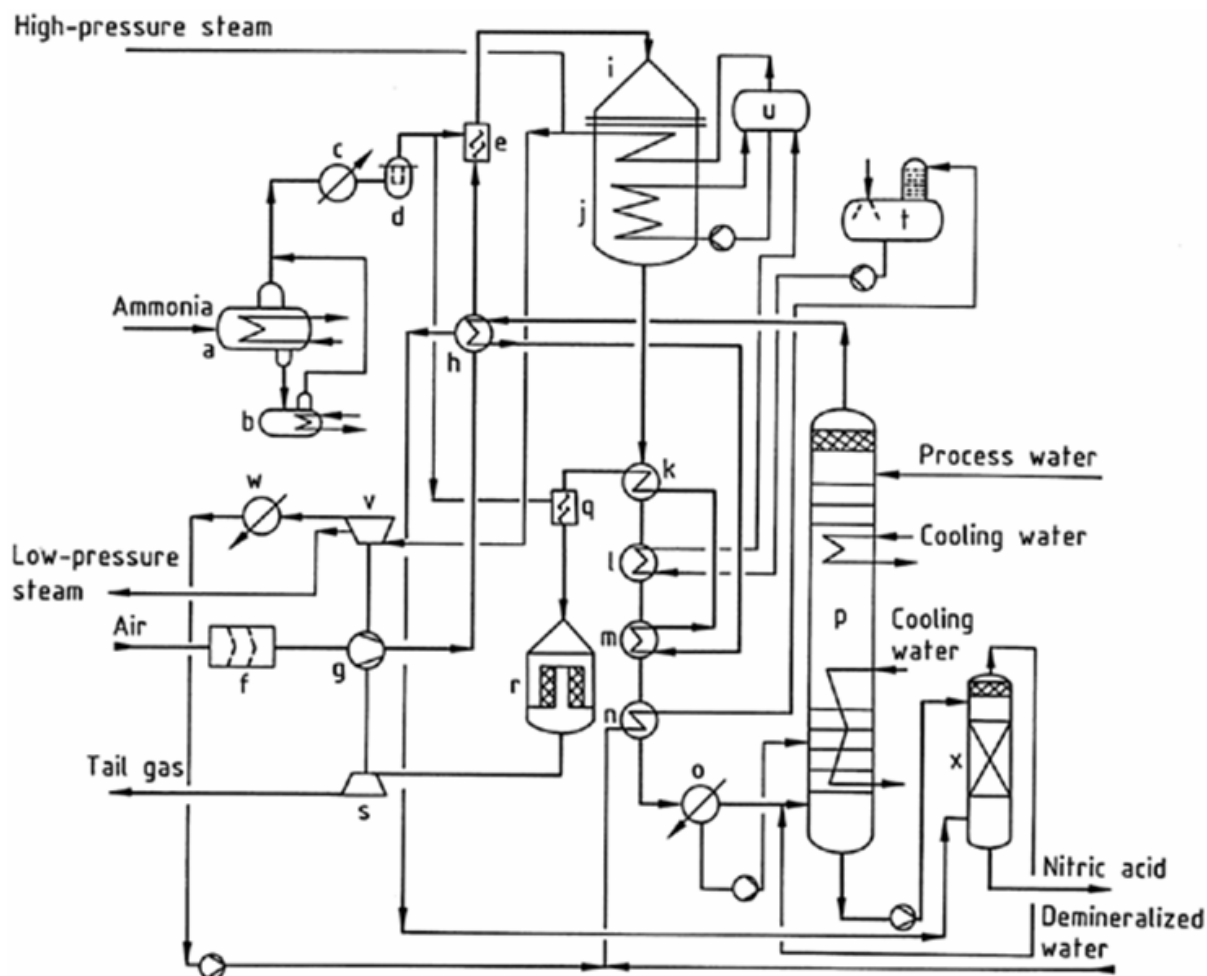 High-pressure steam
i
u
e
c
d
j
t
Ammonia
a
h
b
k
Process water
w
v
q
Cooling water
l
Low-pressure
steam
p
Cooling
water
Air
m
f
g
r
n
x
Tail gas
o
s
Nitric acid
Demineralized
water